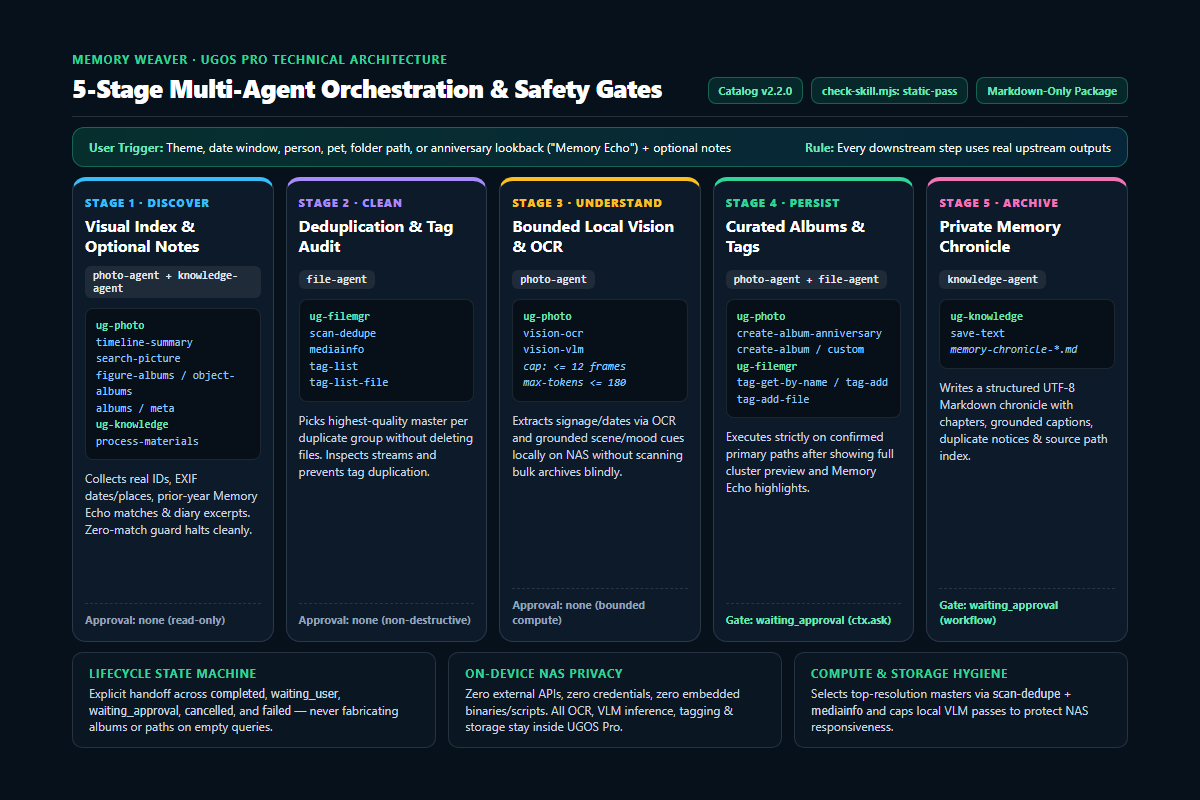 MEMORY WEAVER · UGOS PRO TECHNICAL ARCHITECTURE
5-Stage Multi-Agent Orchestration & Safety Gates
Catalog v2.2.0
check-skill.mjs: static-pass
Markdown-Only Package
User Trigger: Theme, date window, person, pet, folder path, or anniversary lookback ("Memory Echo") + optional notes
Rule: Every downstream step uses real upstream outputs
STAGE 1 · DISCOVER
Visual Index &
Optional Notes
photo-agent + knowledge-
agent
ug-photo
timeline-summary
search-picture
figure-albums / object-
albums
albums / meta
ug-knowledge
process-materials
Collects real IDs, EXIF
dates/places, prior-year Memory
Echo matches & diary excerpts.
Zero-match guard halts cleanly.
Approval: none (read-only)
STAGE 2 · CLEAN
Deduplication & Tag
Audit
file-agent
ug-filemgr
scan-dedupe
mediainfo
tag-list
tag-list-file
Picks highest-quality master per
duplicate group without deleting
files. Inspects streams and
prevents tag duplication.
Approval: none (non-destructive)
STAGE 3 · UNDERSTAND
Bounded Local Vision
& OCR
photo-agent
ug-photo
vision-ocr
vision-vlm
cap: <= 12 frames
max-tokens <= 180
Extracts signage/dates via OCR
and grounded scene/mood cues
locally on NAS without scanning
bulk archives blindly.
Approval: none (bounded
compute)
STAGE 4 · PERSIST
Curated Albums &
Tags
photo-agent + file-agent
ug-photo
create-album-anniversary
create-album / custom
ug-filemgr
tag-get-by-name / tag-add
tag-add-file
Executes strictly on confirmed
primary paths after showing full
cluster preview and Memory
Echo highlights.
Gate: waiting_approval (ctx.ask)
STAGE 5 · ARCHIVE
Private Memory
Chronicle
knowledge-agent
ug-knowledge
save-text
memory-chronicle-*.md
Writes a structured UTF-8
Markdown chronicle with
chapters, grounded captions,
duplicate notices & source path
index.
Gate: waiting_approval
(workflow)
LIFECYCLE STATE MACHINE
Explicit handoff across completed, waiting_user,
waiting_approval, cancelled, and failed — never fabricating
albums or paths on empty queries.
ON-DEVICE NAS PRIVACY
Zero external APIs, zero credentials, zero embedded
binaries/scripts. All OCR, VLM inference, tagging &
storage stay inside UGOS Pro.
COMPUTE & STORAGE HYGIENE
Selects top-resolution masters via scan-dedupe +
mediainfo and caps local VLM passes to protect NAS
responsiveness.